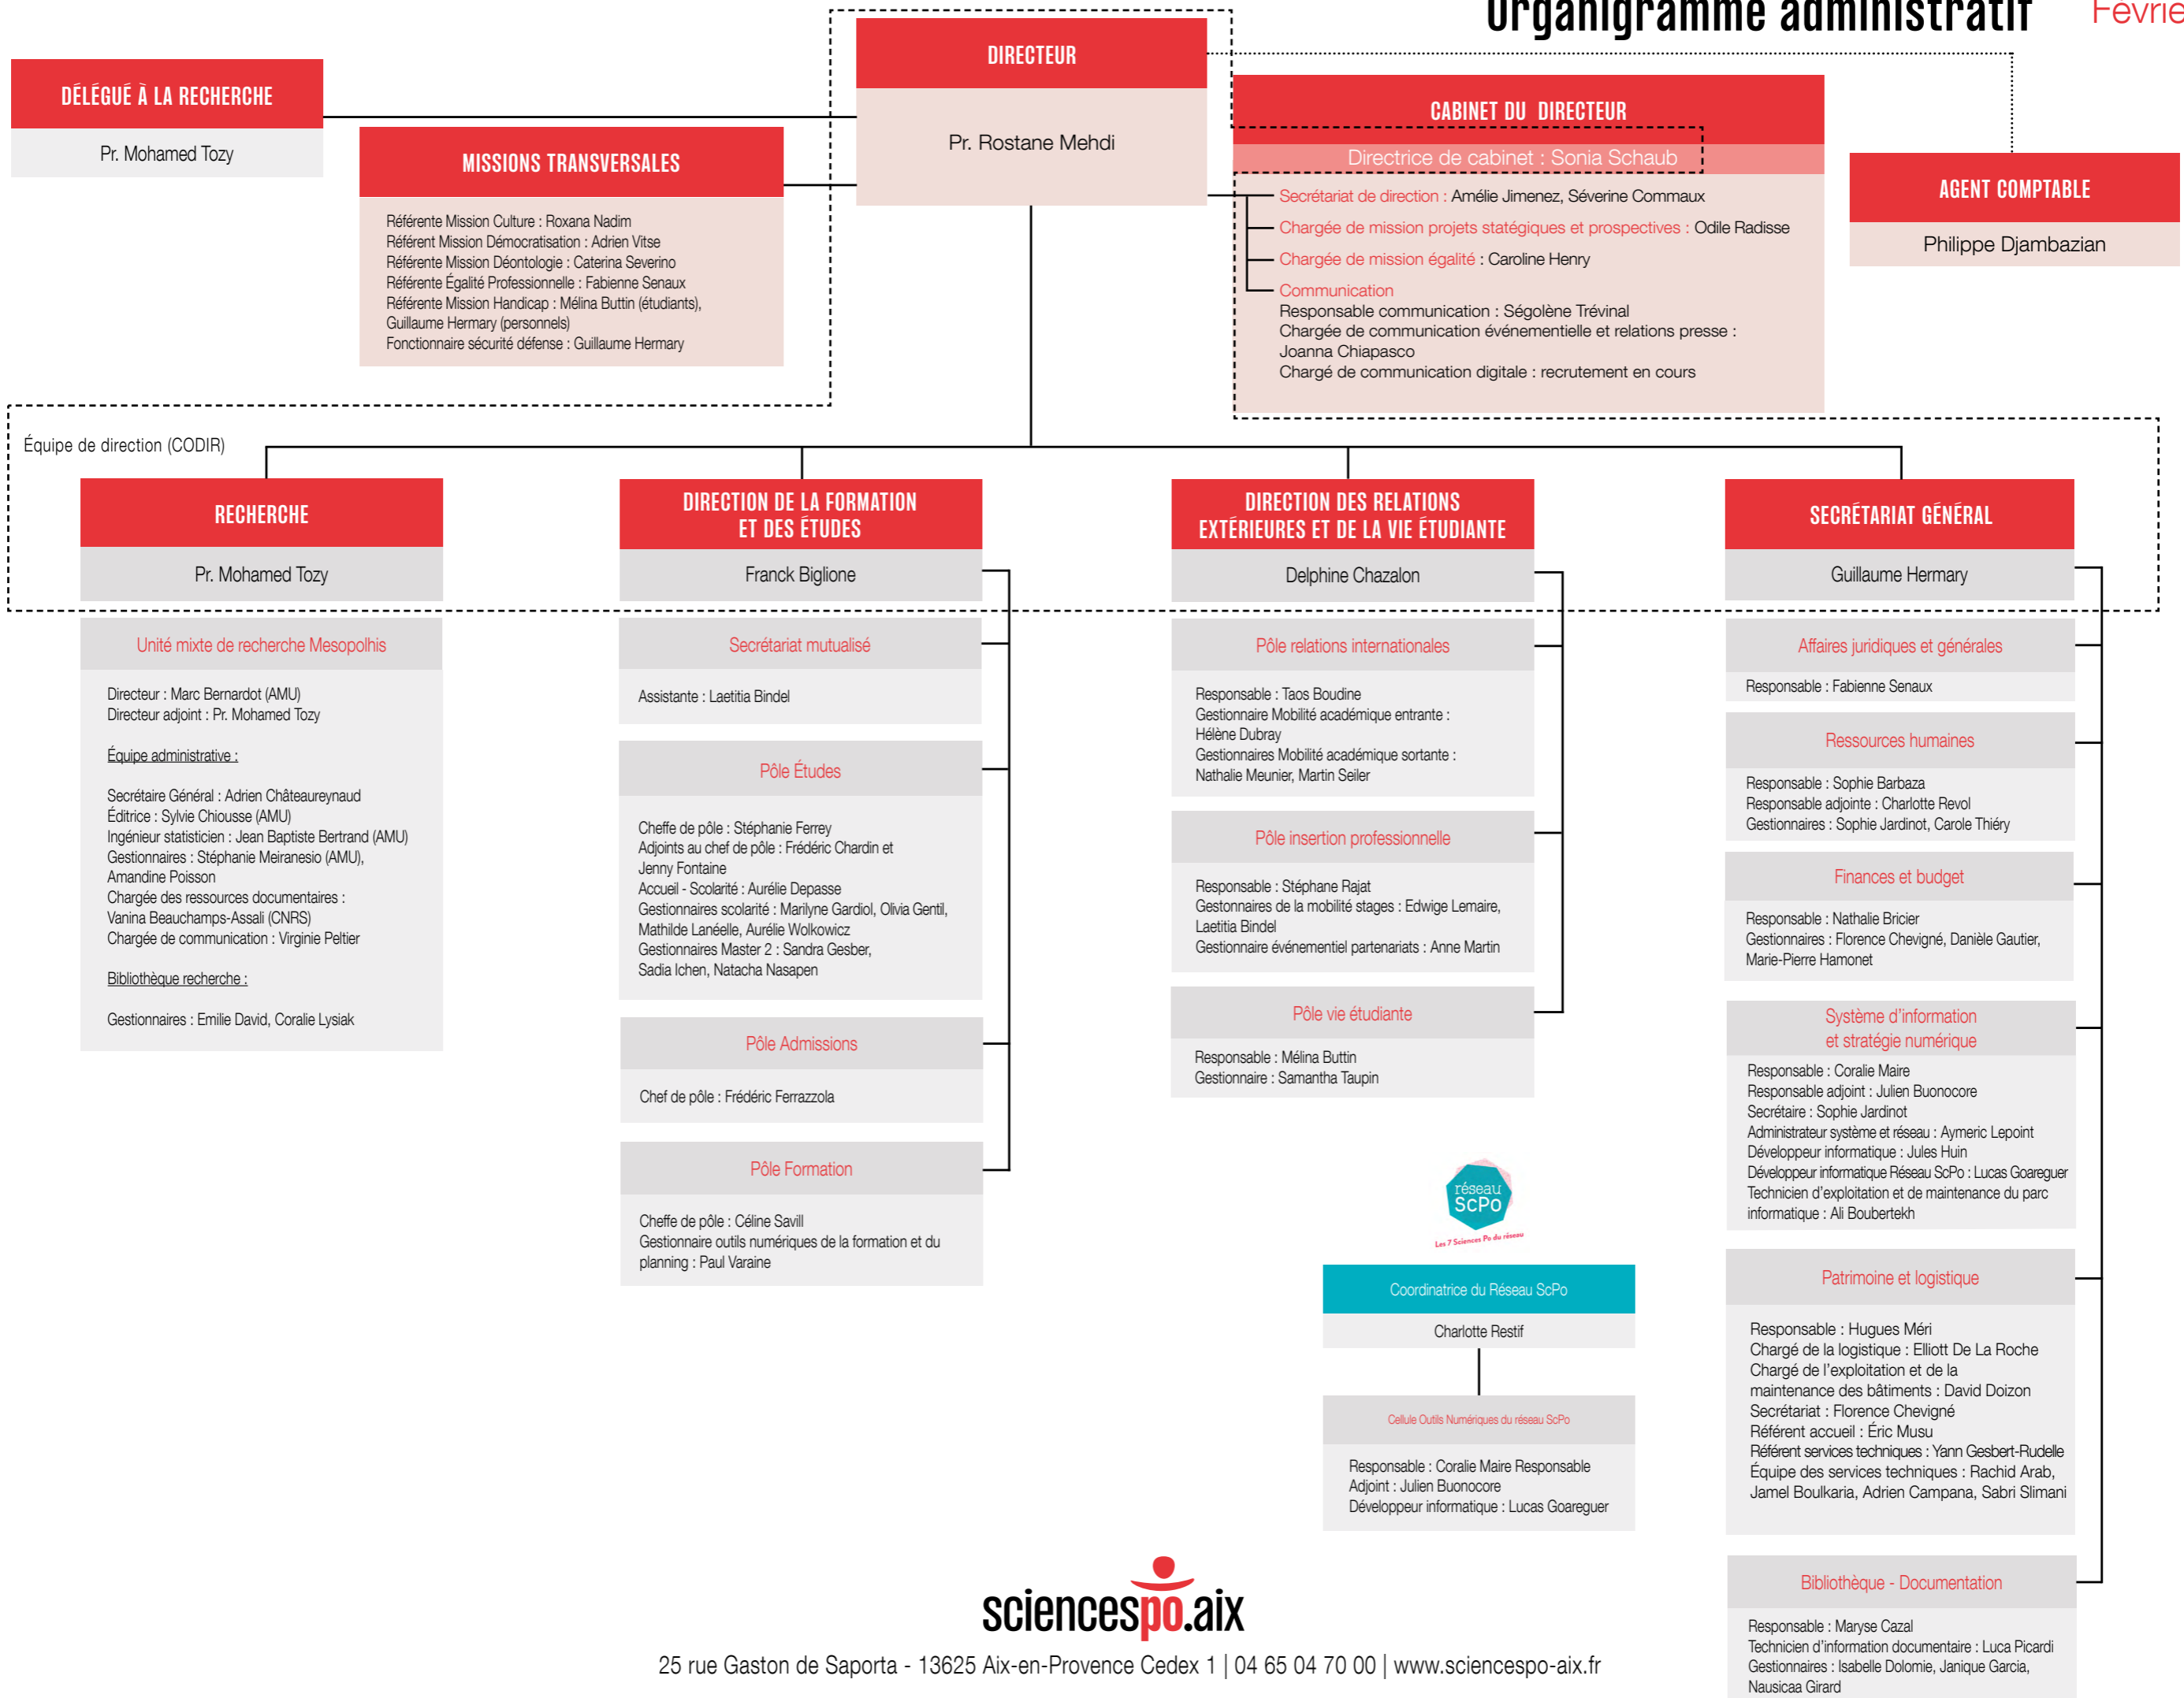 Organigramme administratif
Févrie
DIRECTEUR
Pr. Rostane Mehdi
DÉLÉGUÉ À LA RECHERCHE
Pr. Mohamed Tozy
MISSIONS TRANSVERSALES
Référente Mission Culture : Roxana Nadim
Référent Mission Démocratisation : Adrien Vitse
Référente Mission Déontologie : Caterina Severino
Référente Égalité Professionnelle : Fabienne Senaux
Référente Mission Handicap : Mélina Buttin (étudiants),
Guillaume Hermary (personnels)
Fonctionnaire sécurité défense : Guillaume Hermary
CABINET DU DIRECTEUR
Directrice de cabinet : Sonia Schaub
Secrétariat de direction : Amélie Jimenez, Séverine Commaux
Chargée de mission projets statégiques et prospectives : Odile Radisse
Chargée de mission égalité : Caroline Henry
Communication
Responsable communication : Ségolène Trévinal
Chargée de communication événementielle et relations presse :
Joanna Chiapasco
Chargé de communication digitale : recrutement en cours
AGENT COMPTABLE
Philippe Djambazian
Équipe de direction (CODIR)
RECHERCHE
Pr. Mohamed Tozy
Unité mixte de recherche Mesopolhis
Directeur : Marc Bernardot (AMU)
Directeur adjoint : Pr. Mohamed Tozy
Équipe administrative :
Secrétaire Général : Adrien Châteaureynaud
Éditrice : Sylvie Chiousse (AMU)
Ingénieur statisticien : Jean Baptiste Bertrand (AMU)
Gestionnaires : Stéphanie Meiranesio (AMU),
Amandine Poisson
Chargée des ressources documentaires :
Vanina Beauchamps-Assali (CNRS)
Chargée de communication : Virginie Peltier
Bibliothèque recherche :
Gestionnaires : Emilie David, Coralie Lysiak
DIRECTION DE LA FORMATION
ET DES ÉTUDES
Franck Biglione
Secrétariat mutualisé
Assistante : Laetitia Bindel
Pôle Études
Cheffe de pôle : Stéphanie Ferrey
Adjoints au chef de pôle : Frédéric Chardin et
Jenny Fontaine
Accueil - Scolarité : Aurélie Depasse
Gestionnaires scolarité : Marilyne Gardiol, Olivia Gentil,
Mathilde Lanéelle, Aurélie Wolkowicz
Gestionnaires Master 2 : Sandra Gesber,
Sadia Ichen, Natacha Nasapen
Pôle Admissions
Chef de pôle : Frédéric Ferrazzola
Pôle Formation
Cheffe de pôle : Céline Savill
Gestionnaire outils numériques de la formation et du
planning : Paul Varaine
DIRECTION DES RELATIONS
EXTÉRIEURES ET DE LA VIE ÉTUDIANTE
Delphine Chazalon
Pôle relations internationales
Responsable : Taos Boudine
Gestionnaire Mobilité académique entrante :
Hélène Dubray
Gestionnaires Mobilité académique sortante :
Nathalie Meunier, Martin Seiler
Pôle insertion professionnelle
Responsable : Stéphane Rajat
Gestonnaires de la mobilité stages : Edwige Lemaire,
Laetitia Bindel
Gestionnaire événementiel partenariats : Anne Martin
Pôle vie étudiante
Responsable : Mélina Buttin
Gestionnaire : Samantha Taupin
réseau
ScPo
Les 7 Sciences Po du réseau
Coordinatrice du Réseau ScPo
Charlotte Restif
Cellule Outils Numériques du réseau ScPo
Responsable : Coralie Maire Responsable
Adjoint : Julien Buonocore
Développeur informatique : Lucas Goareguer
SECRÉTARIAT GÉNÉRAL
Guillaume Hermary
Affaires juridiques et générales
Responsable : Fabienne Senaux
Ressources humaines
Responsable : Sophie Barbaza
Responsable adjointe : Charlotte Revol
Gestionnaires : Sophie Jardinot, Carole Thiéry
Finances et budget
Responsable : Nathalie Bricier
Gestionnaires : Florence Chevigné, Danièle Gautier,
Marie-Pierre Hamonet
Système d'information
et stratégie numérique
Responsable : Coralie Maire
Responsable adjoint : Julien Buonocore
Secrétaire : Sophie Jardinot
Administrateur système et réseau : Aymeric Lepoint
Développeur informatique : Jules Huin
Développeur informatique Réseau ScPo : Lucas Goareguer
Technicien d'exploitation et de maintenance du parc
informatique : Ali Boubertekh
Patrimoine et logistique
Responsable : Hugues Méri
Chargé de la logistique : Elliott De La Roche
Chargé de l'exploitation et de la
maintenance des bâtiments : David Doizon
Secrétariat : Florence Chevigné
Référent accueil : Éric Musu
Référent services techniques : Yann Gesbert-Rudelle
Équipe des services techniques : Rachid Arab,
Jamel Boulkaria, Adrien Campana, Sabri Slimani
Bibliothèque - Documentation
Responsable : Maryse Cazal
Technicien d'information documentaire : Luca Picardi
Gestionnaires : Isabelle Dolomie, Janique Garcia,
Nausicaa Girard
sciencespo.aix
25 rue Gaston de Saporta - 13625 Aix-en-Provence Cedex 1 | 04 65 04 70 00 | www.sciencespo-aix.fr